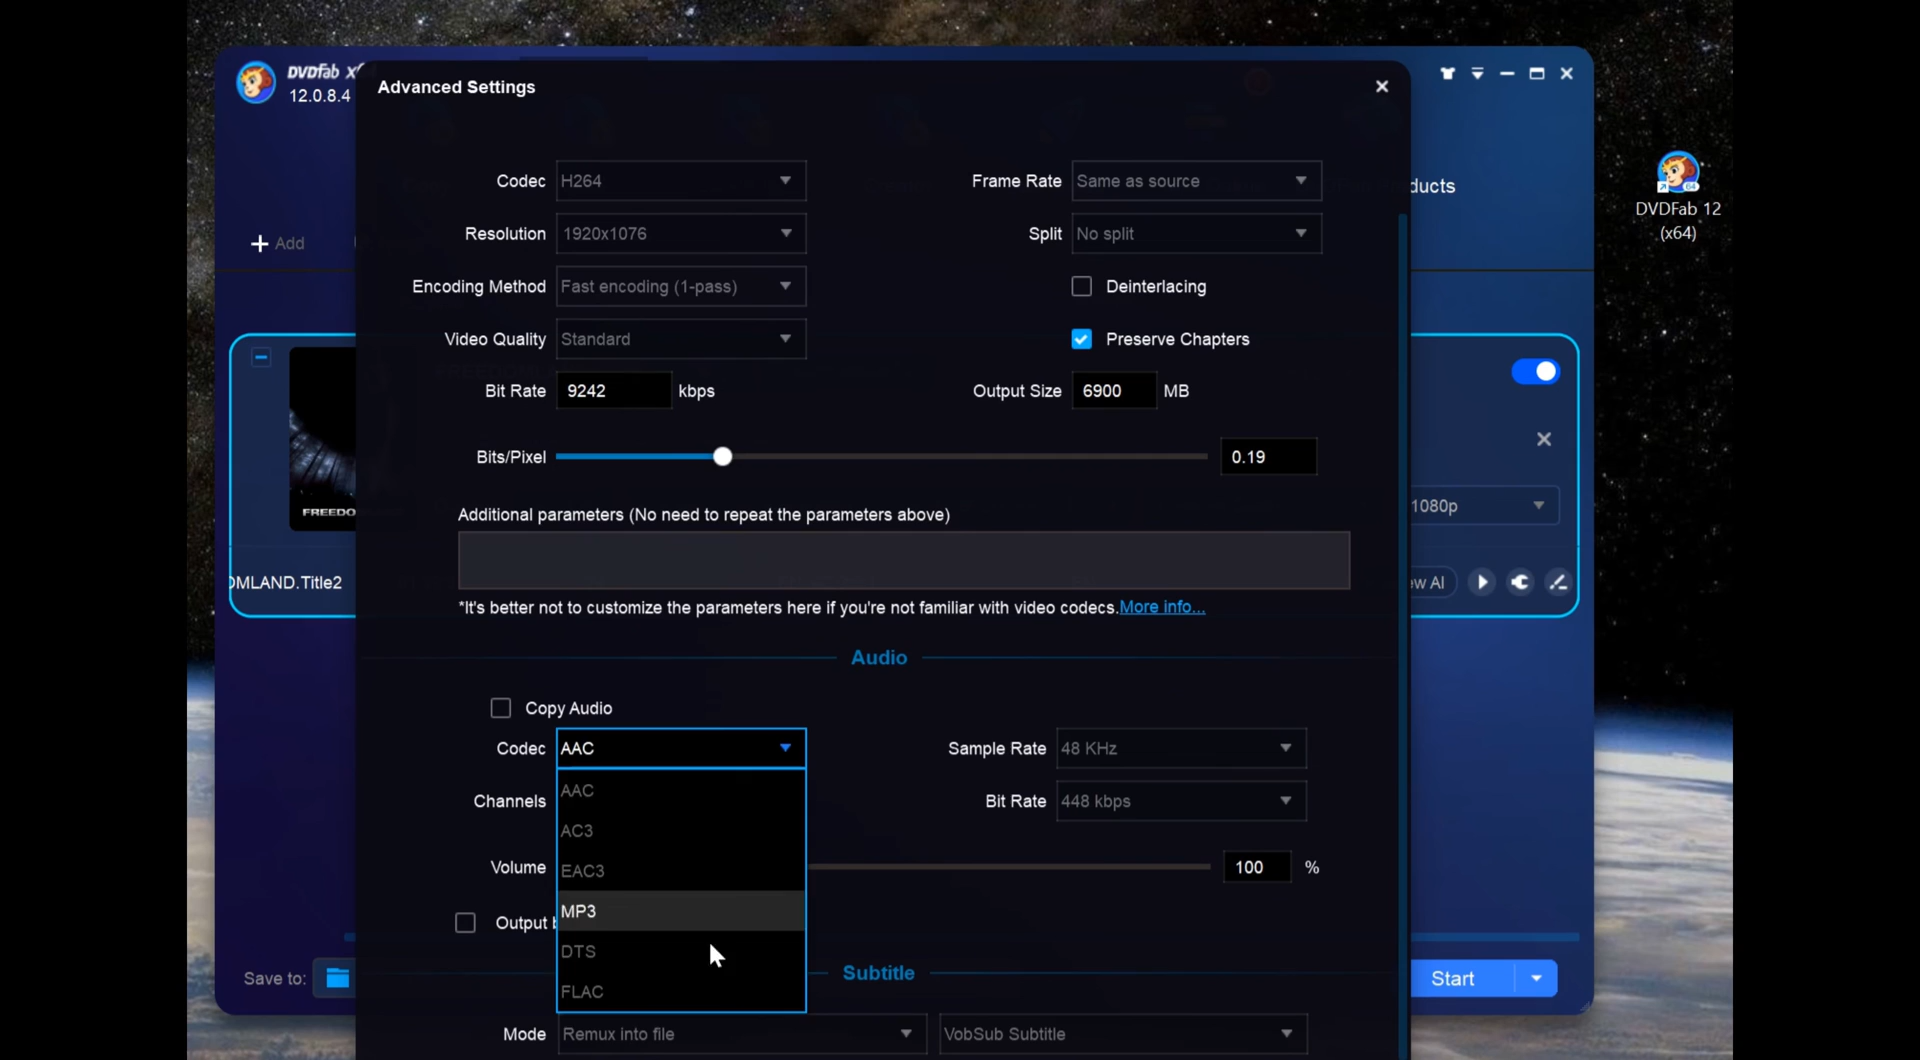 DVDFab x6
12.0.8.4
Advanced Settings
Codec H264 Frame Rate Same as source
ducts
DVDFab 12
(x64)
Resolution 1920x1076 Split No split
Add
Encoding Method Fast encoding (1-pass) Deinterlacing
Video Quality Standard Preserve Chapters
Bit Rate 9242 kbps Output Size 6900 MB
Bits/Pixel 0.19
1080p
FREEDO
Additional parameters (No need to repeat the parameters above)
OMLAND.Title2
ew AI
*It's better not to customize the parameters here if you're not familiar with video codecs.More info...
Audio
Copy Audio
Codec AAC Sample Rate 48 KHz
AAC
Channels Bit Rate 448 kbps
AC3
Volume 100 %
EAC3
MP3
Output b
DTS
FLAC
Subtitle
Save to: Start
Mode Remux into file VobSub Subtitle